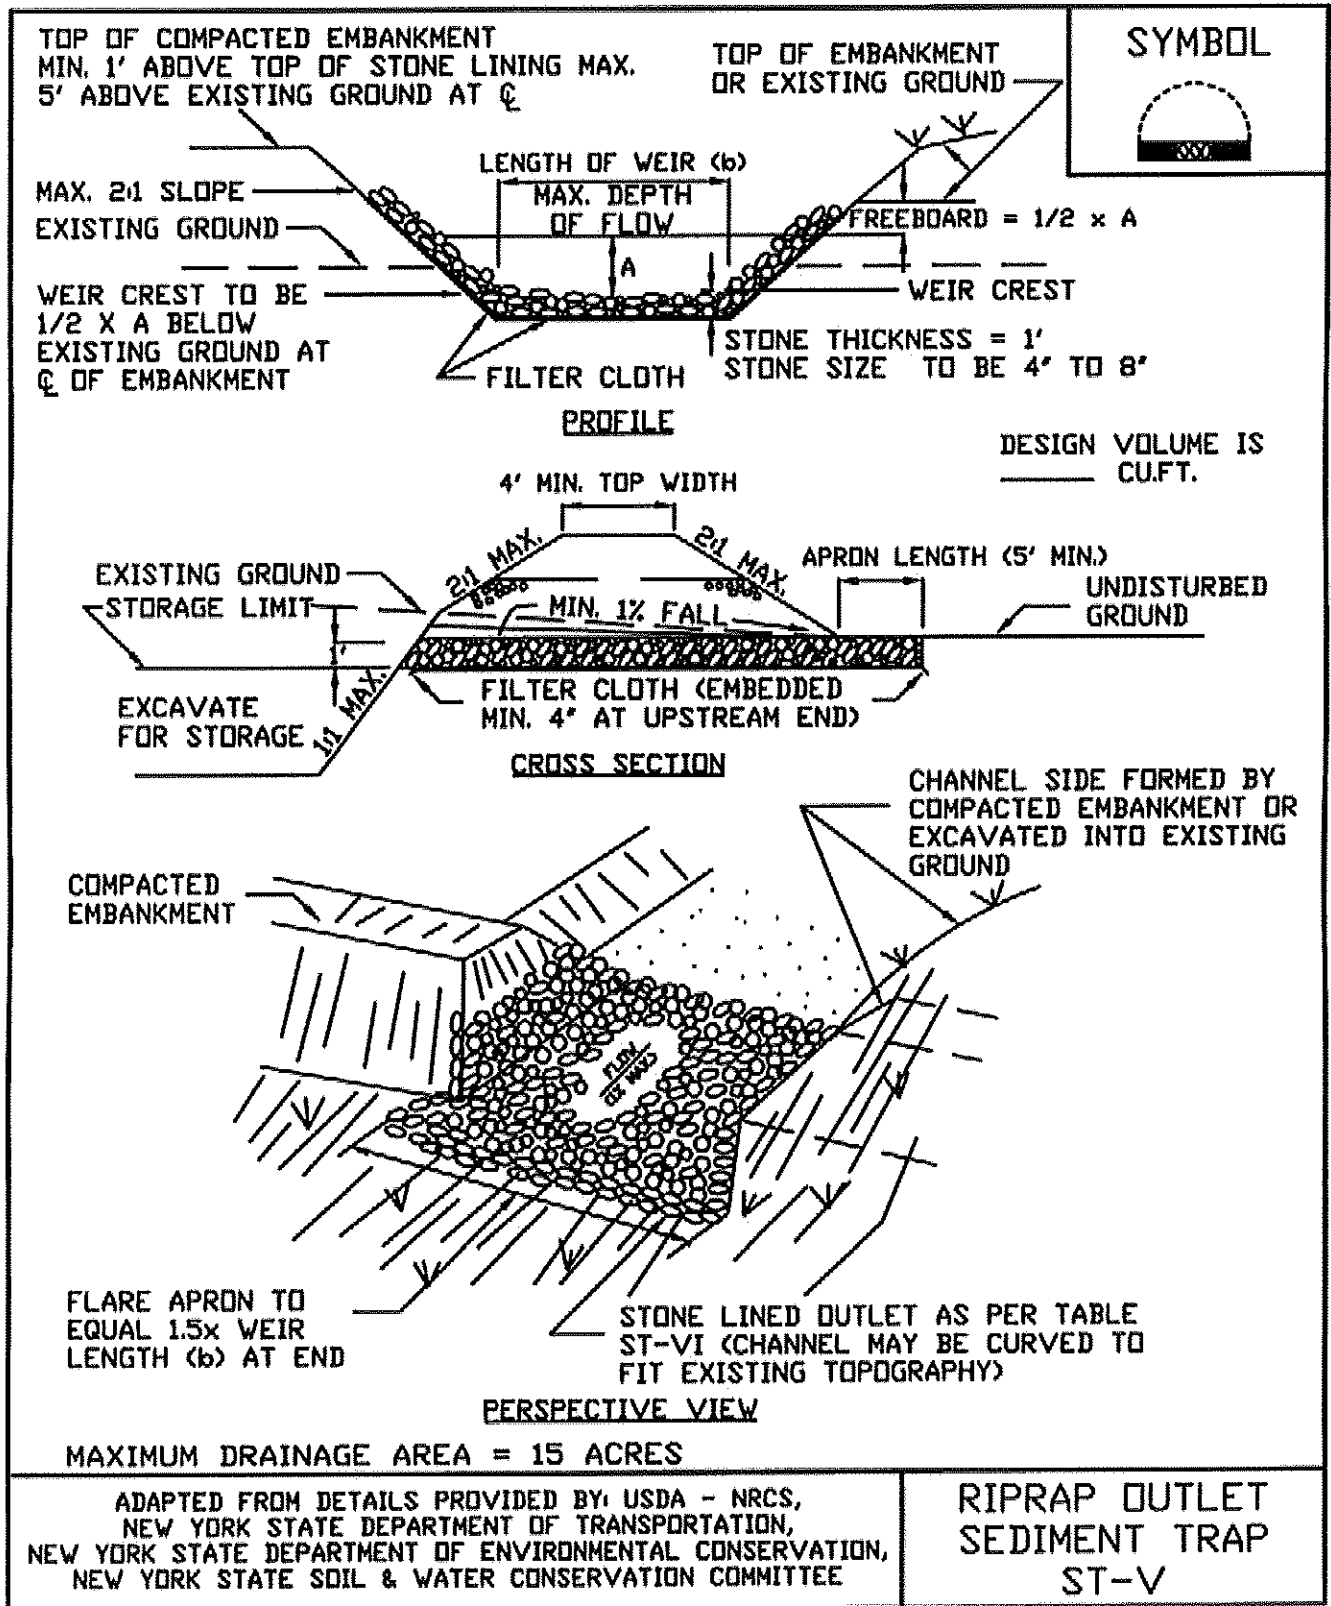 TOP OF COMPACTED EMBANKMENT
MIN. 1' ABOVE TOP OF STONE LINING MAX.
5' ABOVE EXISTING GROUND AT ℄
TOP OF EMBANKMENT
OR EXISTING GROUND
SYMBOL
LENGTH OF WEIR (b)
MAX. 2:1 SLOPE
MAX. DEPTH
OF FLOW
EXISTING GROUND
FREEBOARD = 1/2 x A
A
WEIR CREST TO BE
1/2 X A BELOW
EXISTING GROUND AT
℄ OF EMBANKMENT
WEIR CREST
STONE THICKNESS = 1'
STONE SIZE TO BE 4" TO 8"
FILTER CLOTH
PROFILE
DESIGN VOLUME IS
____ CU.FT.
4' MIN. TOP WIDTH
2:1 MAX.
2:1 MAX.
APRON LENGTH (5' MIN.)
EXISTING GROUND
STORAGE LIMIT
MIN. 1% FALL
UNDISTURBED
GROUND
1'
EXCAVATE
FOR STORAGE
1:1 MAX.
FILTER CLOTH (EMBEDDED
MIN. 4" AT UPSTREAM END)
CROSS SECTION
CHANNEL SIDE FORMED BY
COMPACTED EMBANKMENT OR
EXCAVATED INTO EXISTING
GROUND
COMPACTED
EMBANKMENT
FLOW
FLARE APRON TO
EQUAL 1.5x WEIR
LENGTH (b) AT END
STONE LINED OUTLET AS PER TABLE
ST-VI (CHANNEL MAY BE CURVED TO
FIT EXISTING TOPOGRAPHY)
PERSPECTIVE VIEW
MAXIMUM DRAINAGE AREA = 15 ACRES
ADAPTED FROM DETAILS PROVIDED BY: USDA - NRCS,
NEW YORK STATE DEPARTMENT OF TRANSPORTATION,
NEW YORK STATE DEPARTMENT OF ENVIRONMENTAL CONSERVATION,
NEW YORK STATE SOIL & WATER CONSERVATION COMMITTEE
RIPRAP OUTLET
SEDIMENT TRAP
ST-V